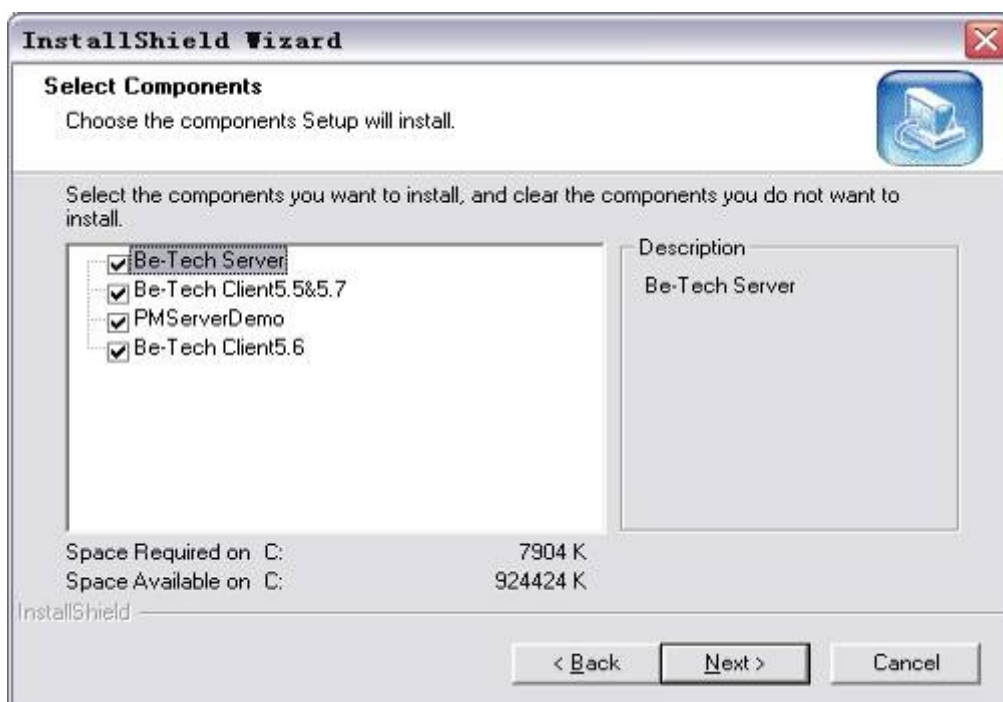 InstallShield Wizard
Select Components
Choose the components Setup will install.
Select the components you want to install, and clear the components you do not want to
install.
Be-Tech Server
Be-Tech Client5.5&5.7
PMServerDemo
Be-Tech Client5.6
Description
Be-Tech Server
Space Required on C: 7904 K
Space Available on C: 924424 K
InstallShield
< Back Next > Cancel